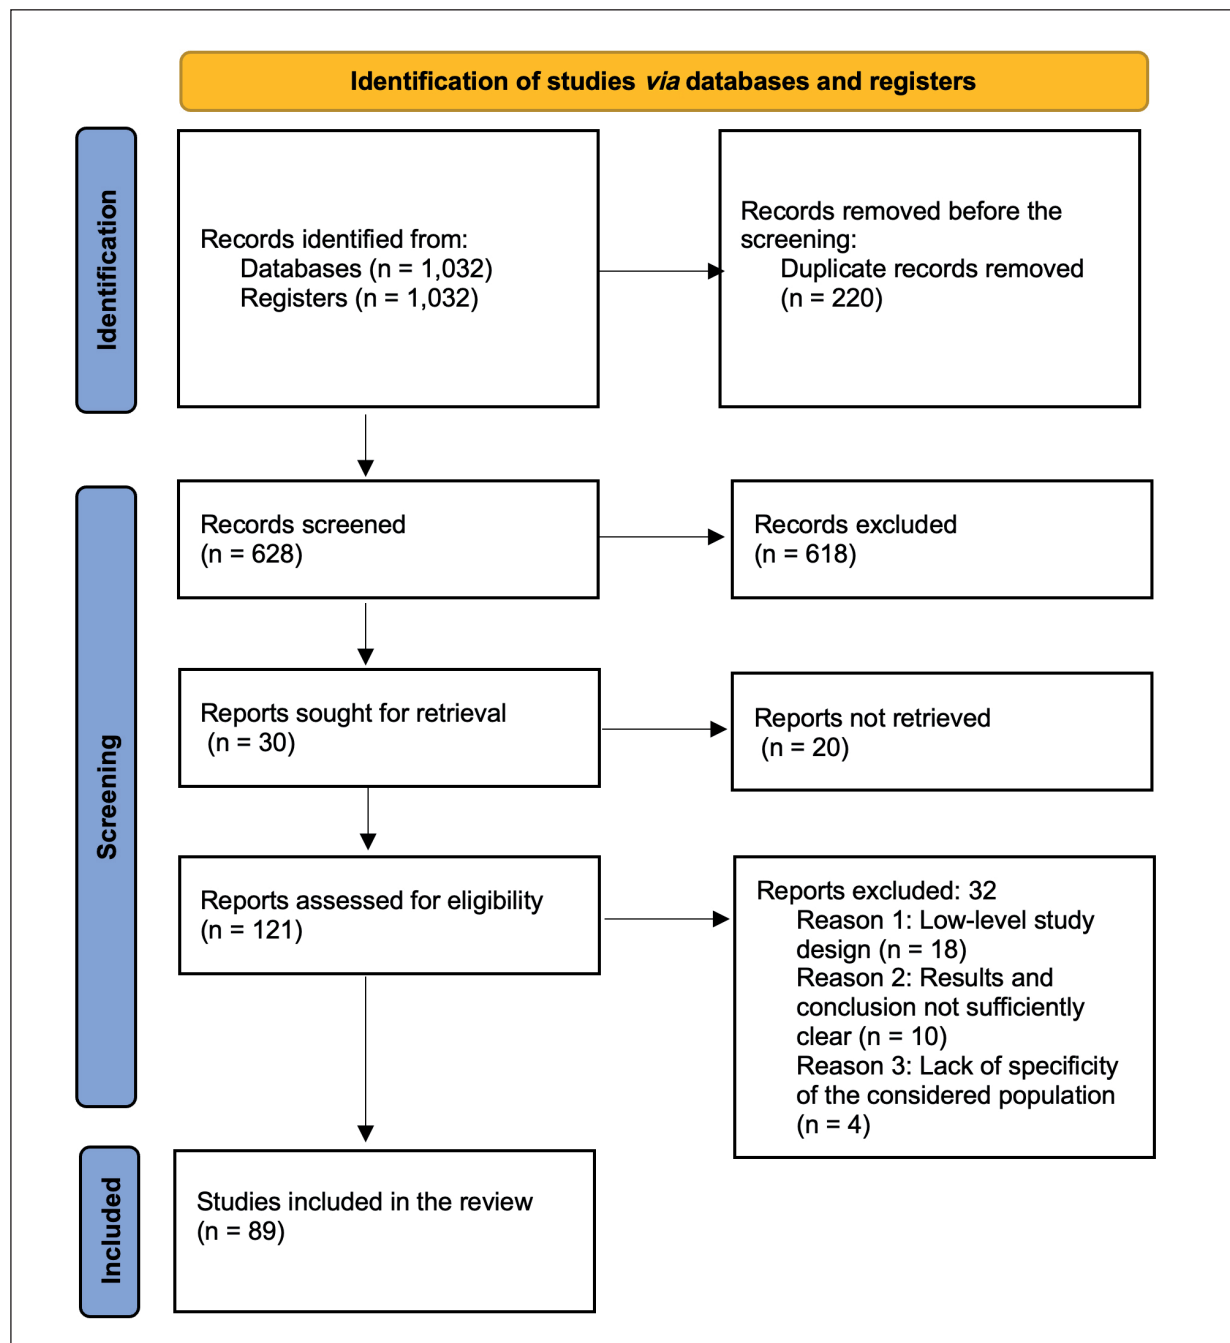 Identification of studies via databases and registers
Identification
Records identified from:
Databases (n = 1,032)
Registers (n = 1,032)
Records removed before the
screening:
Duplicate records removed
(n = 220)
Screening
Records screened
(n = 628)
Records excluded
(n = 618)
Reports sought for retrieval
(n = 30)
Reports not retrieved
(n = 20)
Reports assessed for eligibility
(n = 121)
Reports excluded: 32
Reason 1: Low-level study
design (n = 18)
Reason 2: Results and
conclusion not sufficiently
clear (n = 10)
Reason 3: Lack of specificity
of the considered population
(n = 4)
Included
Studies included in the review
(n = 89)